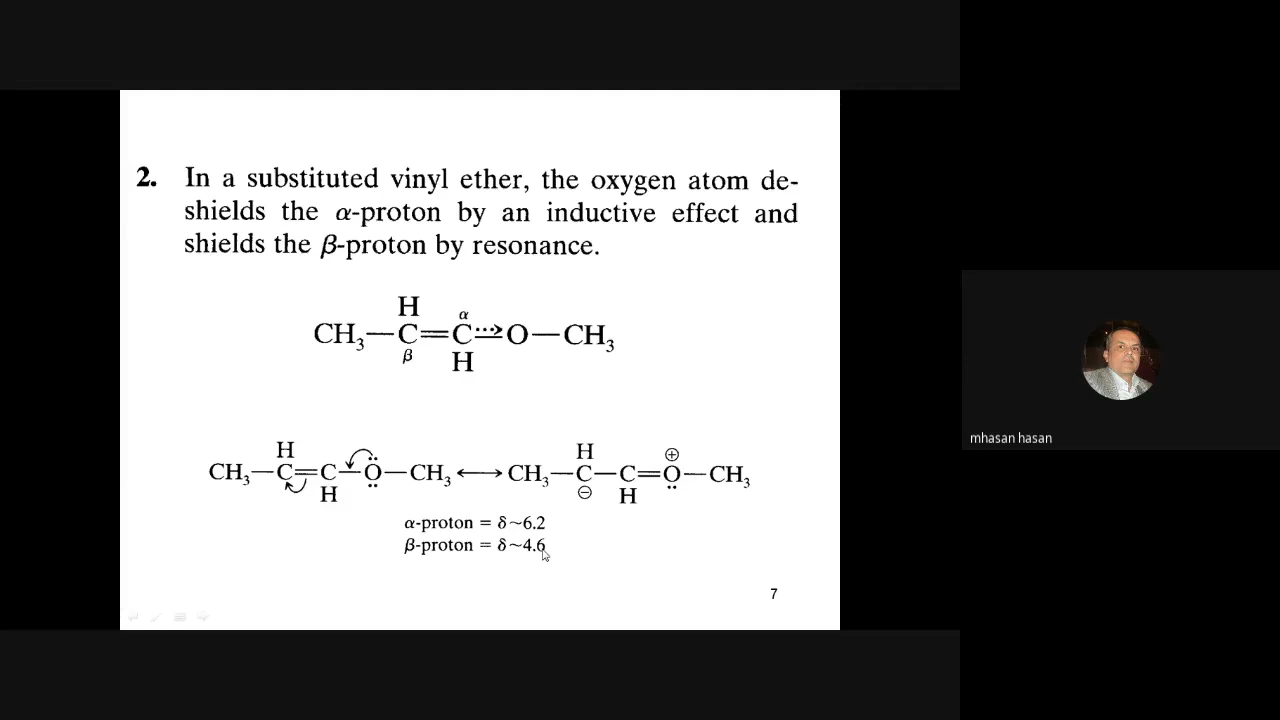 2. In a substituted vinyl ether, the oxygen atom de-
shields the α-proton by an inductive effect and
shields the β-proton by resonance.
H α
CH₃—C=C⋯→O—CH₃
β H
H H ⊕
CH₃—C=C—Ö—CH₃ ⟷ CH₃—C—C=O—CH₃
H ⊖ H
α-proton = δ~6.2
β-proton = δ~4.6
7
mhasan hasan